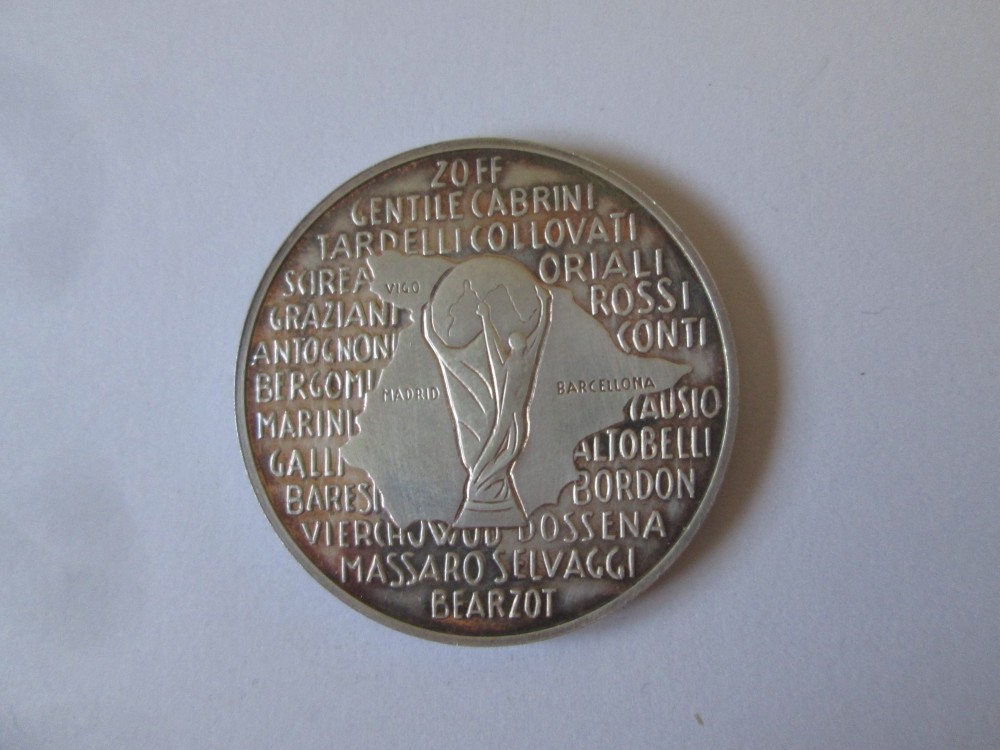 ZOFF
GENTILE CABRINI
TARDELLI COLLOVATI
SCIREA
ORIALI
VIGO
GRAZIANI
ROSSI
CONTI
ANTOGNONI
BERGOMI
MADRID
BARCELLONA
CAUSIO
MARINI
ALTOBELLI
GALLI
BORDON
BARESI
VIERCHOWOD DOSSENA
MASSARO SELVAGGI
BEARZOT